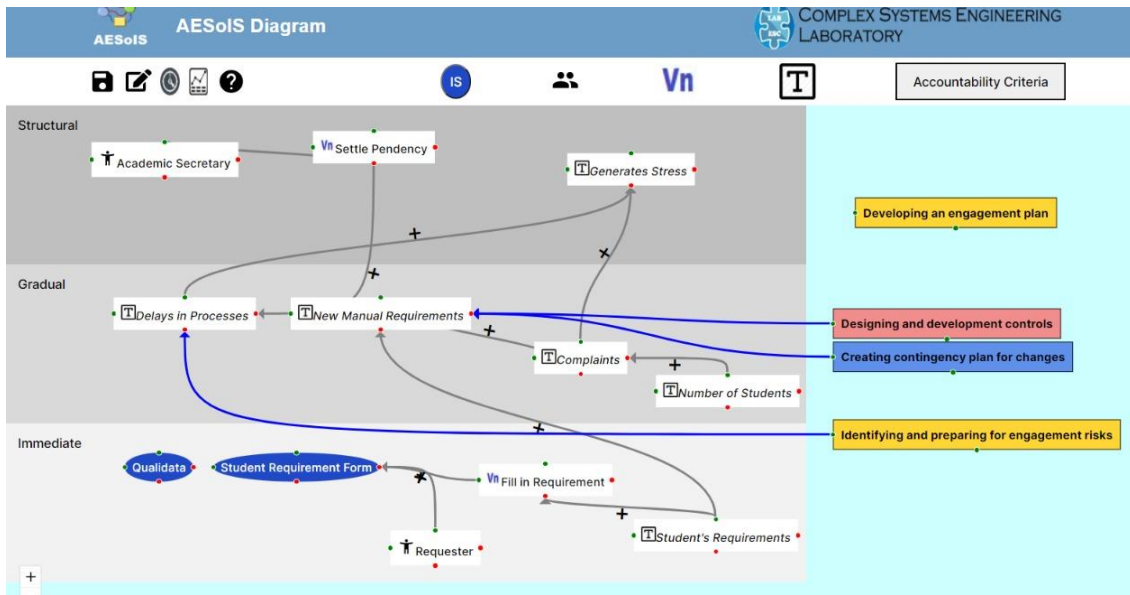 AESoIS
AESoIS Diagram
LAB
ESC
COMPLEX SYSTEMS ENGINEERING
LABORATORY
IS
Vn
T
Accountability Criteria
Structural
Academic Secretary
Vn Settle Pendency
T Generates Stress
Developing an engagement plan
Gradual
T Delays in Processes
T New Manual Requirements
Designing and development controls
T Complaints
Creating contingency plan for changes
T Number of Students
Immediate
Identifying and preparing for engagement risks
Qualidata
Student Requirement Form
Vn Fill in Requirement
T Student's Requirements
Requester
+